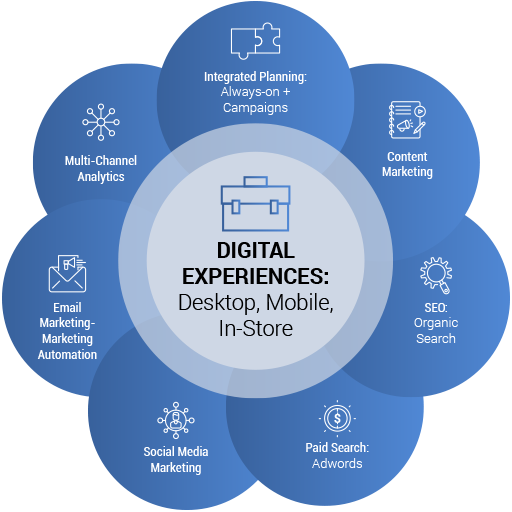 Integrated Planning:
Always-on +
Campaigns
Content
Marketing
SEO:
Organic
Search
Paid Search:
Adwords
Social Media
Marketing
Email
Marketing-
Marketing
Automation
Multi-Channel
Analytics
DIGITAL
EXPERIENCES:
Desktop, Mobile,
In-Store
$